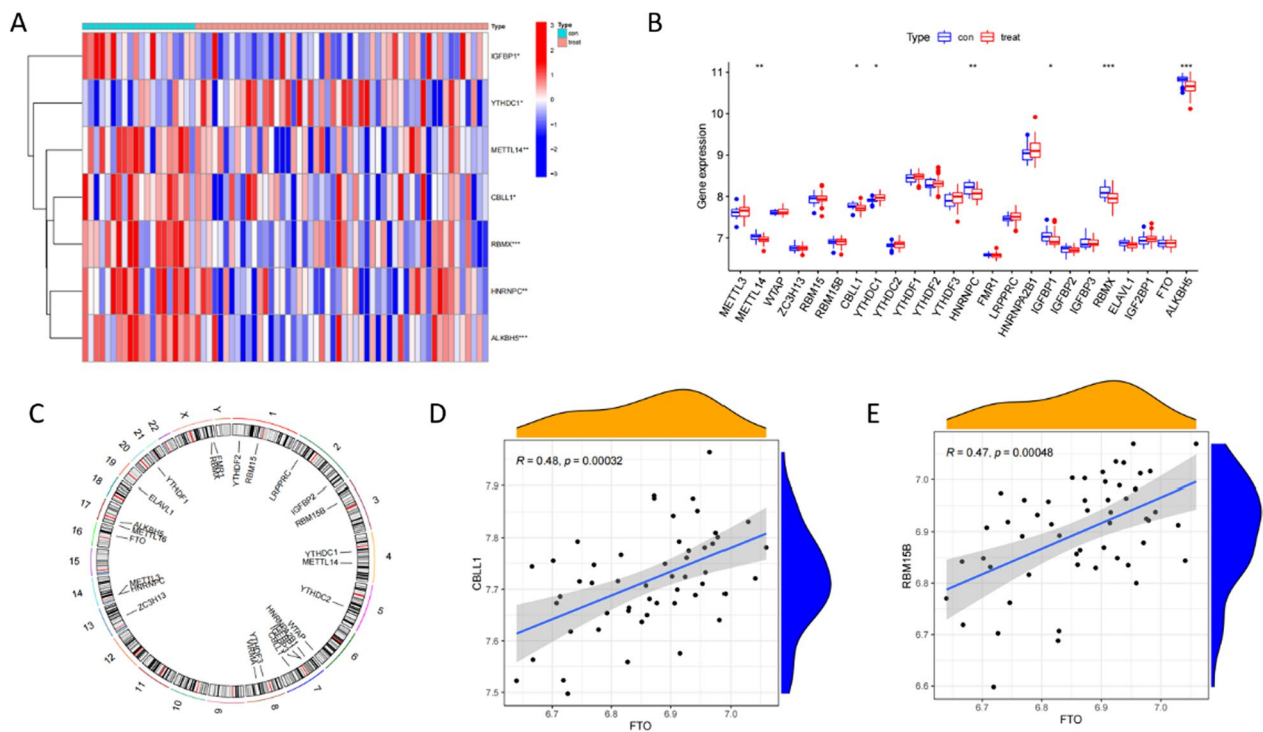 A
Type
IGFBP1*
YTHDC1*
METTL14**
CBLL1*
RBMX***
HNRNPC**
ALKBH5***
3
2
1
0
−1
−2
−3
Type
con
treat
B
Type con treat
** * * ** * *** ***
11
10
9
8
7
Gene expression
METTL3
METTL14
WTAP
ZC3H13
RBM15
RBM15B
CBLL1
YTHDC1
YTHDC2
YTHDF1
YTHDF2
YTHDF3
HNRNPC
FMR1
LRPPRC
HNRNPA2B1
IGFBP1
IGFBP2
IGFBP3
RBMX
ELAVL1
IGF2BP1
FTO
ALKBH5
C
1
2
3
4
5
6
7
8
9
10
11
12
13
14
15
16
17
18
19
20
21
22
X
Y
YTHDF2
RBM15
LRPPRC
IGFBP2
RBM15B
YTHDC1
METTL14
YTHDC2
WTAP
HNRNPA2B1
YTHDF3
ZC3H13
HNRNPC
METTL3
FTO
METTL16
ALKBH5
ELAVL1
YTHDF1
RBMX
FMR1
D
R = 0.48, p = 0.00032
7.9
7.8
7.7
7.6
7.5
CBLL1
6.7 6.8 6.9 7.0
FTO
E
R = 0.47, p = 0.00048
7.0
6.9
6.8
6.7
6.6
RBM15B
6.7 6.8 6.9 7.0
FTO